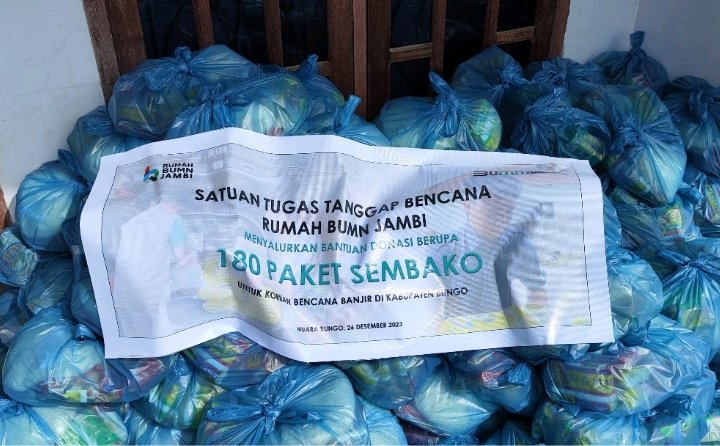 RUMAH
BUMN
JAMBI
BUMN
SATUAN TUGAS TANGGAP BENCANA
RUMAH BUMN JAMBI
MENYALURKAN BANTUAN DONASI BERUPA
180 PAKET SEMBAKO
UNTUK KORBAN BENCANA BANJIR DI KABUPATEN BUNGO
MUARA BUNGO, 26 DESEMBER 2023